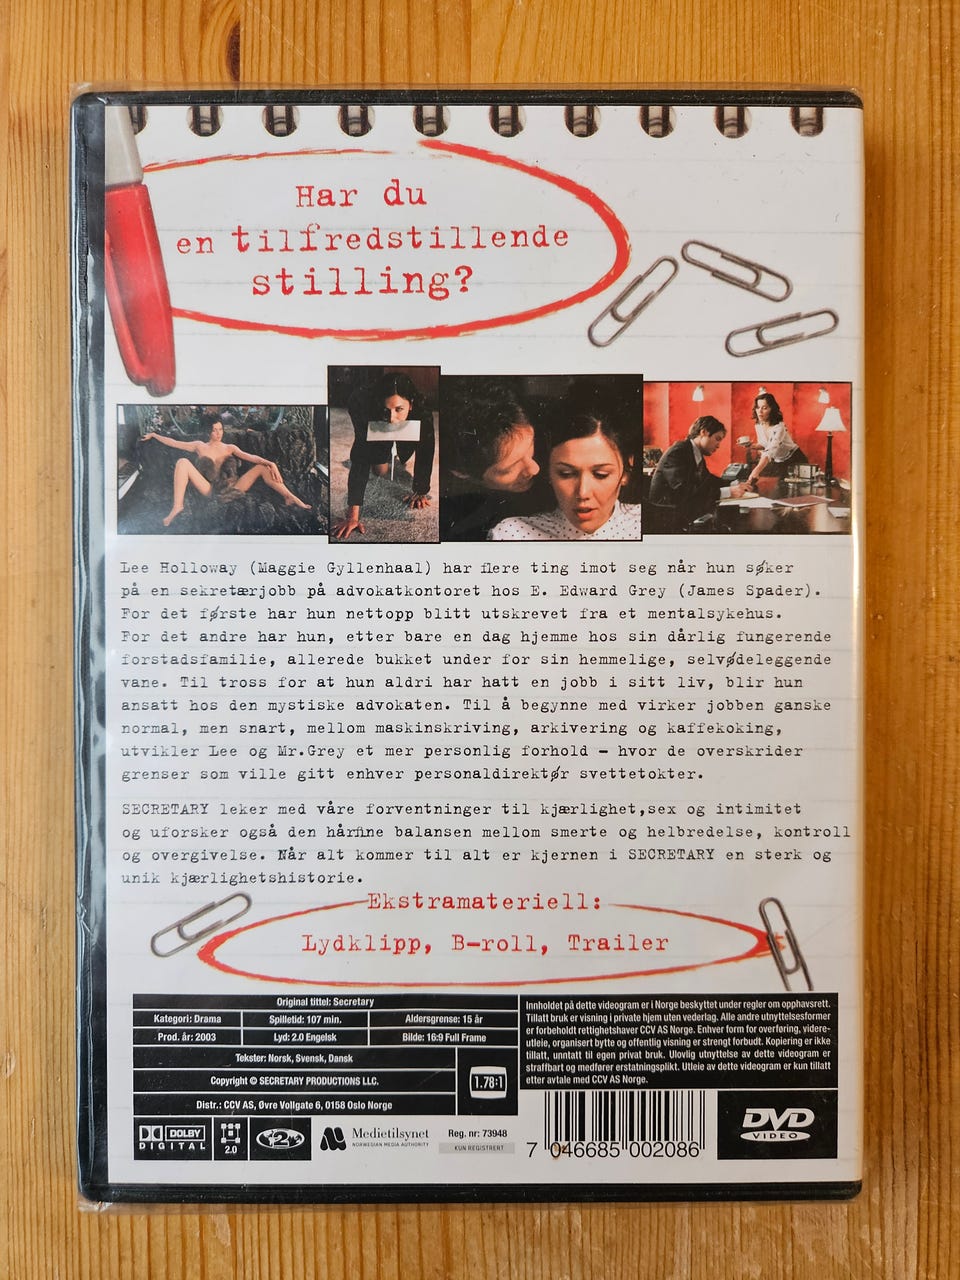 Har du
en tilfredstillende
stilling?
Lee Holloway (Maggie Gyllenhaal) har flere ting imot seg når hun søker
på en sekretærjobb på advokatkontoret hos E. Edward Grey (James Spader).
For det første har hun nettopp blitt utskrevet fra et mentalsykehus.
For det andre har hun, etter bare en dag hjemme hos sin dårlig fungerende
forstadsfamilie, allerede bukket under for sin hemmelige, selvødeleggende
vane. Til tross for at hun aldri har hatt en jobb i sitt liv, blir hun
ansatt hos den mystiske advokaten. Til å begynne med virker jobben ganske
normal, men snart, mellom maskinskriving, arkivering og kaffekoking,
utvikler Lee og Mr.Grey et mer personlig forhold - hvor de overskrider
grenser som ville gitt enhver personaldirektør svettetokter.
SECRETARY leker med våre forventninger til kjærlighet,sex og intimitet
og uforsker også den hårfine balansen mellom smerte og helbredelse, kontroll
og overgivelse. Når alt kommer til alt er kjernen i SECRETARY en sterk og
unik kjærlighetshistorie.
Ekstramateriell:
Lydklipp, B-roll, Trailer
Original tittel: Secretary
Kategori: Drama Spilletid: 107 min. Aldersgrense: 15 år
Prod. år: 2003 Lyd: 2.0 Engelsk Bilde: 16:9 Full Frame
Tekster: Norsk, Svensk, Dansk
Copyright © SECRETARY PRODUCTIONS LLC.
1.78:1
Distr.: CCV AS, Øvre Vollgate 6, 0158 Oslo Norge
Innholdet på dette videogram er i Norge beskyttet under regler om opphavsrett.
Tillatt bruk er visning i private hjem uten vederlag. Alle andre utnyttelsesformer
er forbeholdt rettighetshaver CCV AS Norge. Enhver form for overføring, videre-
utleie, organisert bytte og offentlig visning er strengt forbudt. Kopiering er ikke
tillatt, unntatt til egen privat bruk. Ulovlig utnyttelse av dette videogram er
straffbart og medfører erstatningsplikt. Utleie av dette videogram er kun tillatt
etter avtale med CCV AS Norge.
DOLBY
DIGITAL
2.0
2
Medietilsynet
NORWEGIAN MEDIA AUTHORITY
Reg. nr: 73948
KUN REGISTRERT
7 046685 002086
DVD
VIDEO